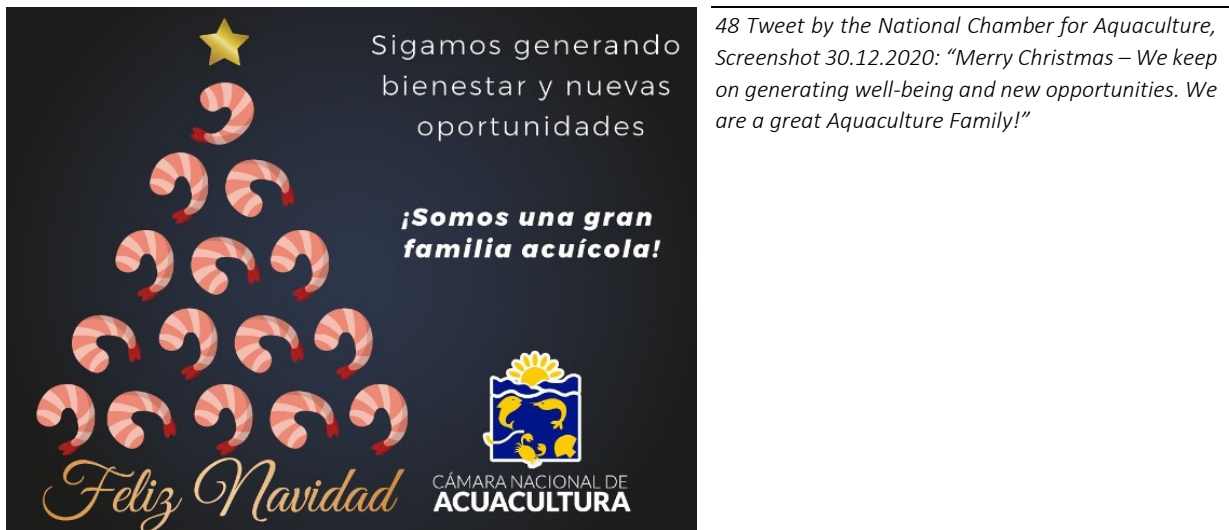 Sigamos generando
bienestar y nuevas
oportunidades
¡Somos una gran
familia acuícola!
Feliz Navidad
CÁMARA NACIONAL DE
ACUACULTURA
48 Tweet by the National Chamber for Aquaculture,
Screenshot 30.12.2020: “Merry Christmas – We keep
on generating well-being and new opportunities. We
are a great Aquaculture Family!”